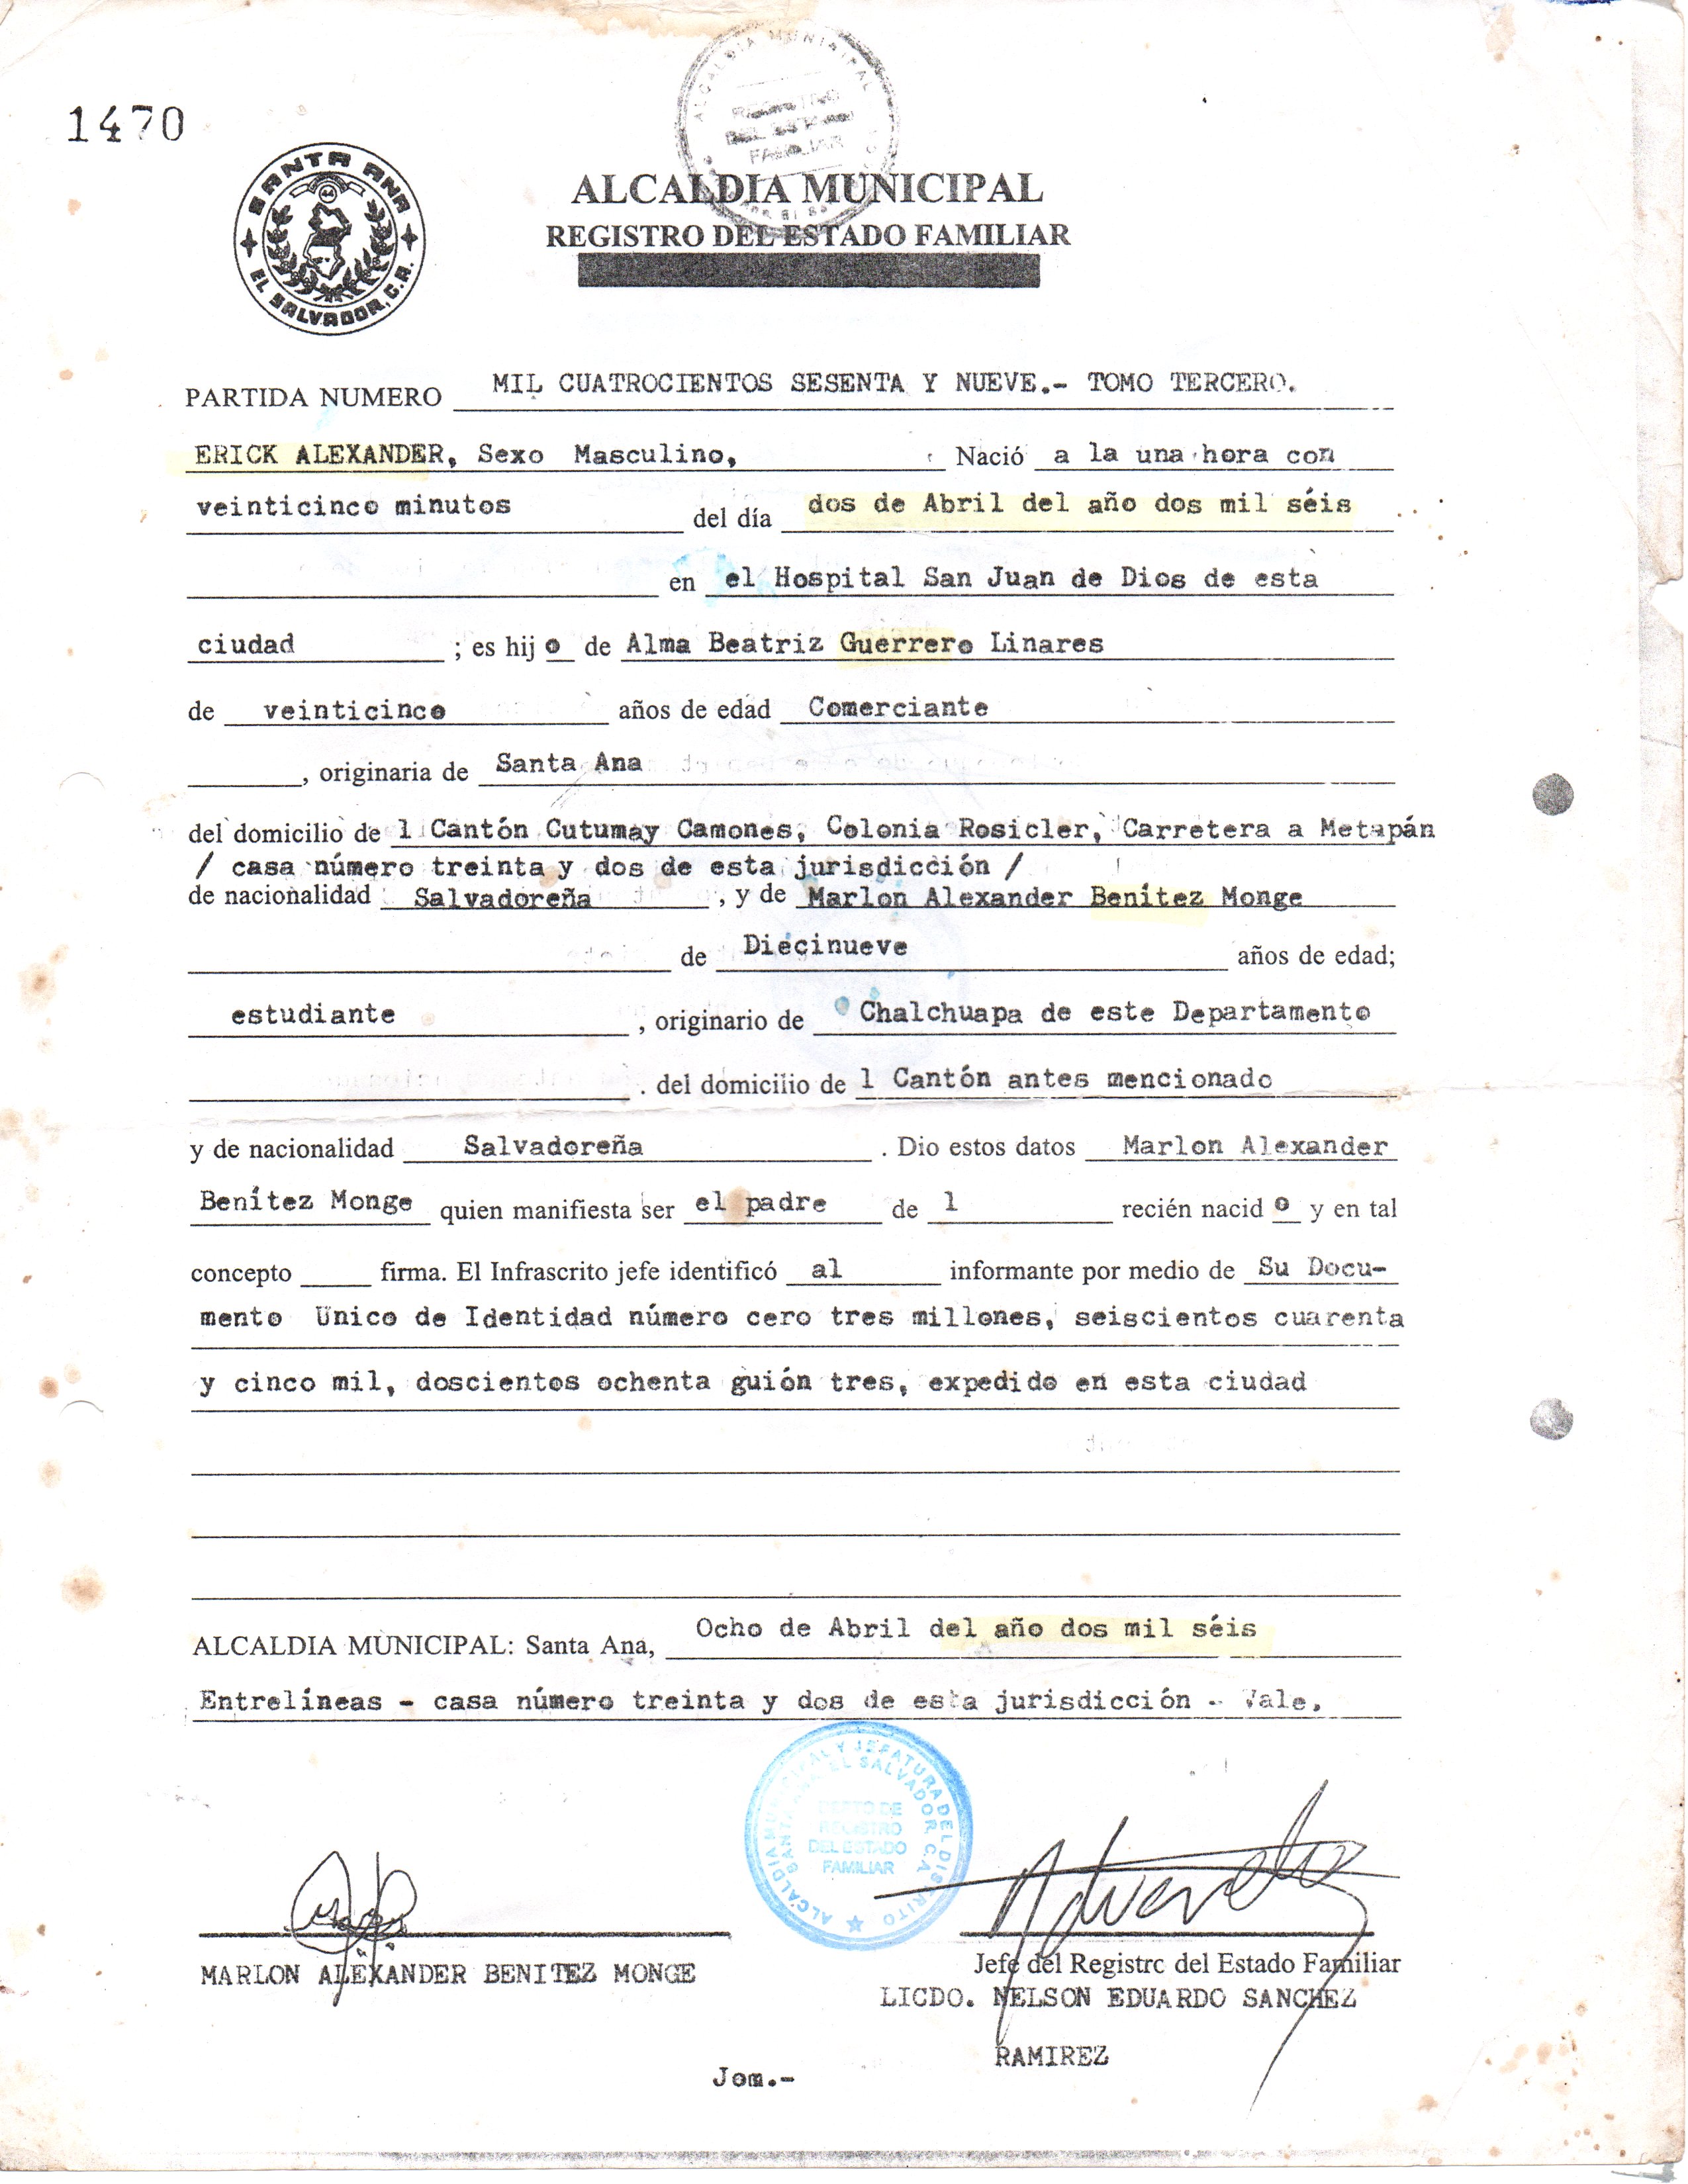 1470
ALCALDIA MUNICIPAL
REGISTRO DEL ESTADO FAMILIAR
SANTA ANA
EL SALVADOR, C.A.
44
ALCALDIA MUNICIPAL
REGISTRO DEL ESTADO FAMILIAR
PARTIDA NUMERO MIL CUATROCIENTOS SESENTA Y NUEVE.- TOMO TERCERO.
ERICK ALEXANDER, Sexo Masculino, Nació a la una hora con
veinticinco minutos del día dos de Abril del año dos mil séis
en el Hospital San Juan de Dios de esta
ciudad ; es hij o de Alma Beatriz Guerrero Linares
de veinticinco años de edad Comerciante
, originaria de Santa Ana
del domicilio de l Cantón Cutumay Camones, Colonia Rosicler, Carretera a Metapán
/ casa número treinta y dos de esta jurisdicción /
de nacionalidad Salvadoreña , y de Marlon Alexander Benítez Monge
de Diécinueve años de edad;
estudiante , originario de Chalchuapa de este Departamento
. del domicilio de l Cantón antes mencionado
y de nacionalidad Salvadoreña . Dio estos datos Marlon Alexander
Benítez Monge quien manifiesta ser el padre de l recién nacid o y en tal
concepto firma. El Infrascrito jefe identificó al informante por medio de Su Docu-
mento Unico de Identidad número cero tres millones, seiscientos cuarenta
y cinco mil, doscientos ochenta guión tres, expedido en esta ciudad
ALCALDIA MUNICIPAL: Santa Ana, Ocho de Abril del año dos mil séis
Entrelíneas - casa número treinta y dos de esta jurisdicción - Vale.
ALCALDIA MUNICIPAL Y JEFATURA DEL DISTRITO
SANTA ANA EL SALVADOR, C.A.
DEPTO DE
REGISTRO
DEL ESTADO
FAMILIAR
MARLON ALEXANDER BENITEZ MONGE
Jefe del Registro del Estado Familiar
LICDO. NELSON EDUARDO SANCHEZ
RAMIREZ
Jom.-